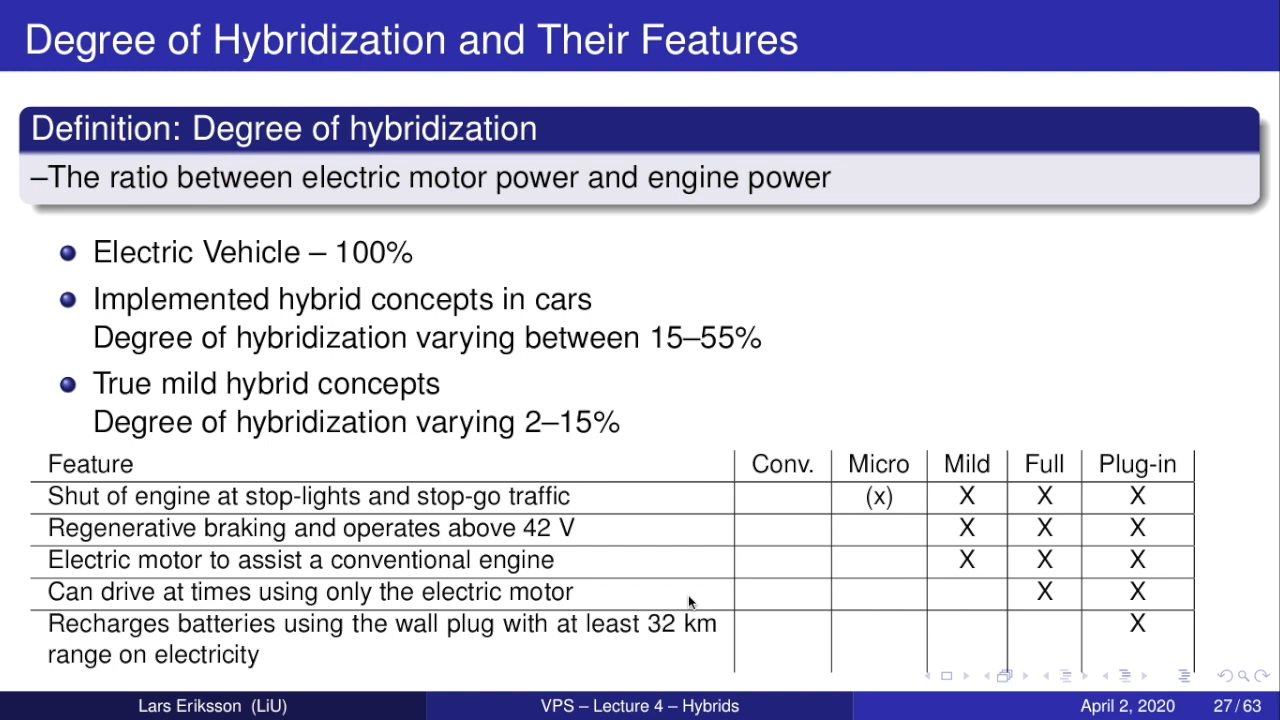 Degree of Hybridization and Their Features
Definition: Degree of hybridization
–The ratio between electric motor power and engine power
Electric Vehicle – 100%
Implemented hybrid concepts in cars
Degree of hybridization varying between 15–55%
True mild hybrid concepts
Degree of hybridization varying 2–15%
Feature Conv. Micro Mild Full Plug-in
Shut of engine at stop-lights and stop-go traffic (x) X X X
Regenerative braking and operates above 42 V X X X
Electric motor to assist a conventional engine X X X
Can drive at times using only the electric motor X X
Recharges batteries using the wall plug with at least 32 km X
range on electricity
Lars Eriksson (LiU) VPS – Lecture 4 – Hybrids April 2, 2020 27 / 63